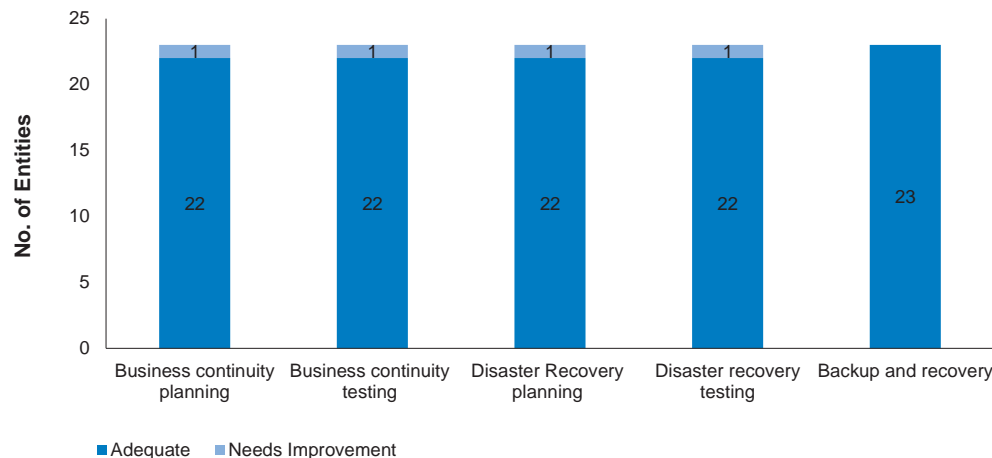 25
20
15
10
5
0
No. of Entities
1
1
1
1
22
22
22
22
23
Business continuity planning
Business continuity testing
Disaster Recovery planning
Disaster recovery testing
Backup and recovery
Adequate
Needs Improvement